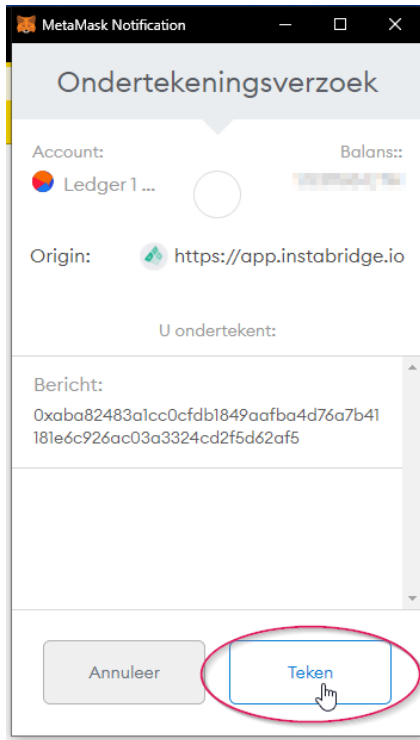 MetaMask Notification
Ondertekeningsverzoek
Account:
Balans::
Ledger 1 ...
Origin: https://app.instabridge.io
U ondertekent:
Bericht:
0xaba82483a1cc0cfdb1849aafba4d76a7b41
181e6c926ac03a3324cd2f5d62af5
Annuleer
Teken